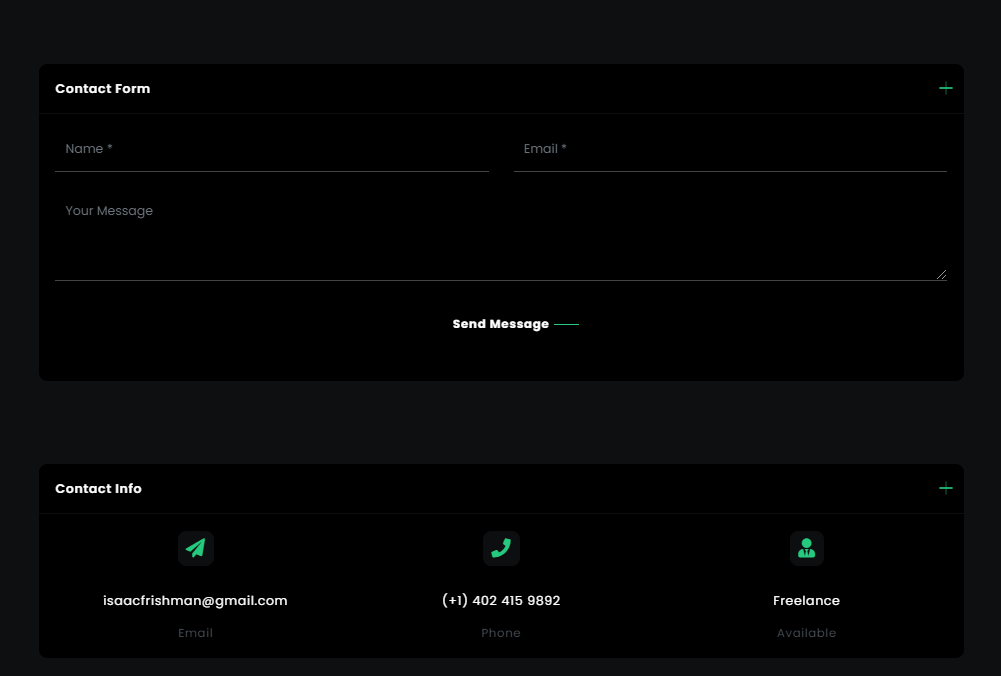 Contact Form
Name * Email *
Your Message
Send Message
Contact Info
isaacfrishman@gmail.com (+1) 402 415 9892 Freelance
Email Phone Available